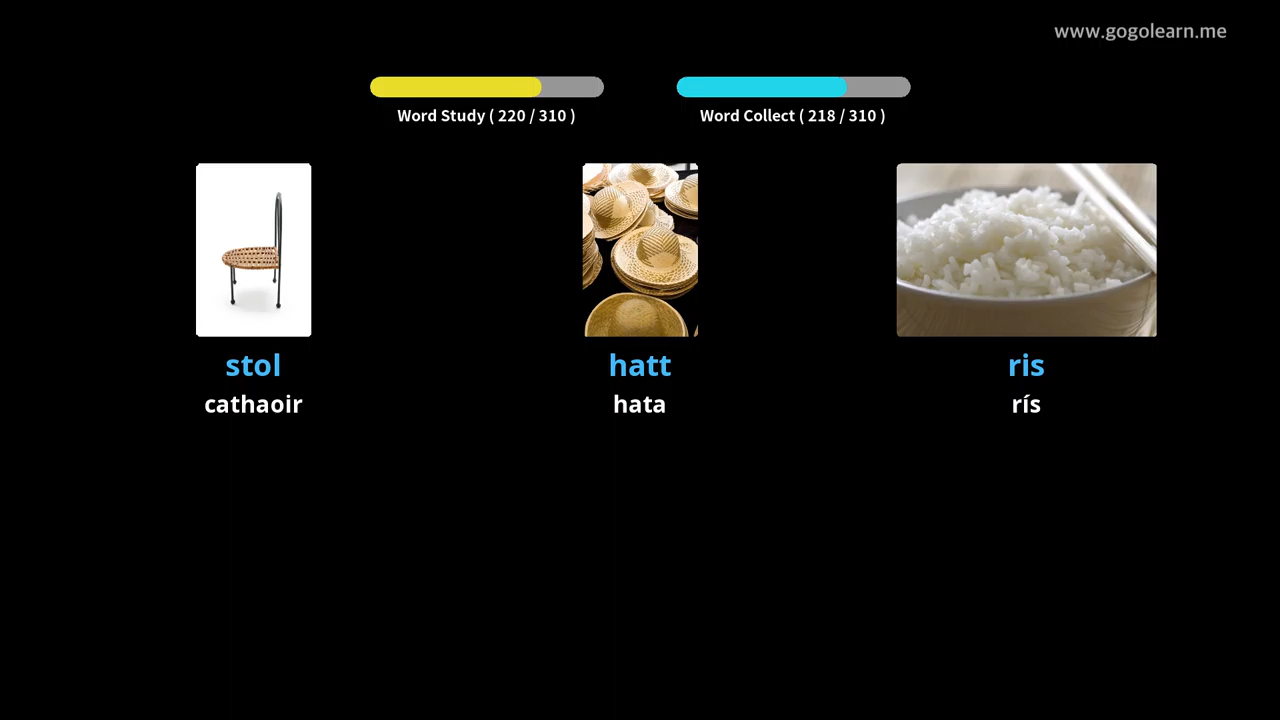 www.gogolearn.me
Word Study ( 220 / 310 )
Word Collect ( 218 / 310 )
stol
cathaoir
hatt
hata
ris
rís